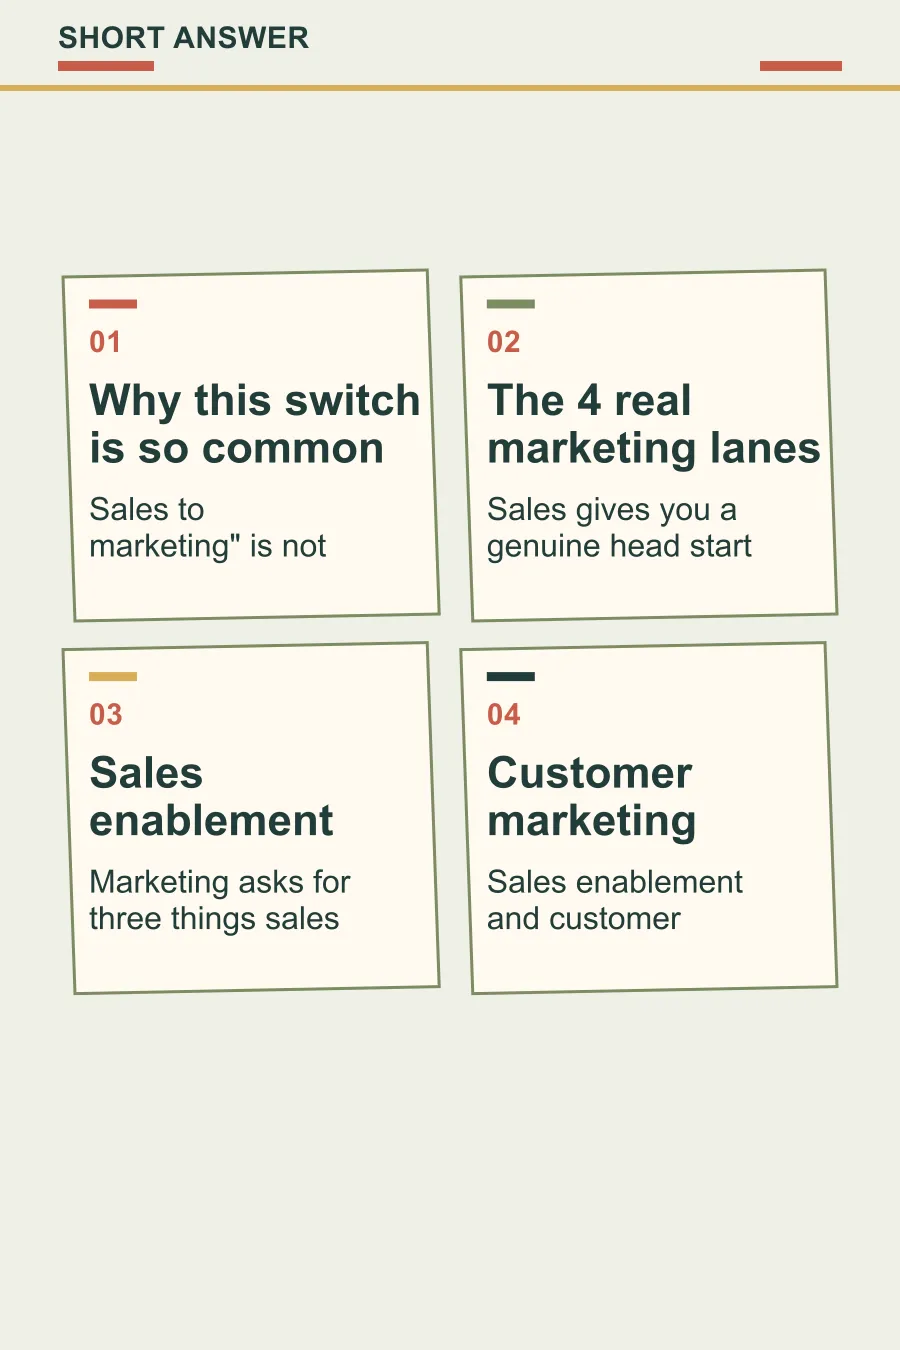 SHORT ANSWER
01
Why this switch
is so common
Sales to
marketing" is not
02
The 4 real
marketing lanes
Sales gives you a
genuine head start
03
Sales
enablement
Marketing asks for
three things sales
04
Customer
marketing
Sales enablement
and customer